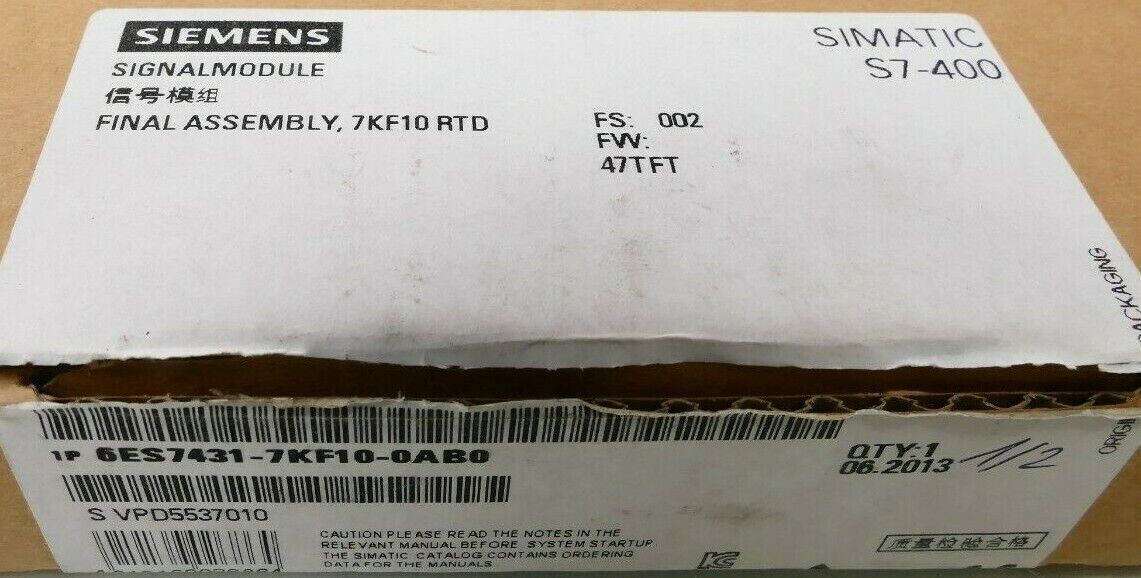 SIEMENS
SIMATIC
S7-400
SIGNALMODULE
信号模组
FINAL ASSEMBLY, 7KF10 RTD
FS: 002
FW:
47TFT
PACKAGING
1P 6ES7431-7KF10-0AB0
QTY:1
06.2013
1/2
S VPD5537010
CAUTION PLEASE READ THE NOTES IN THE
RELEVANT MANUAL BEFORE SYSTEM STARTUP
THE SIMATIC CATALOG CONTAINS ORDERING
DATA FOR THE MANUALS
质量检验合格